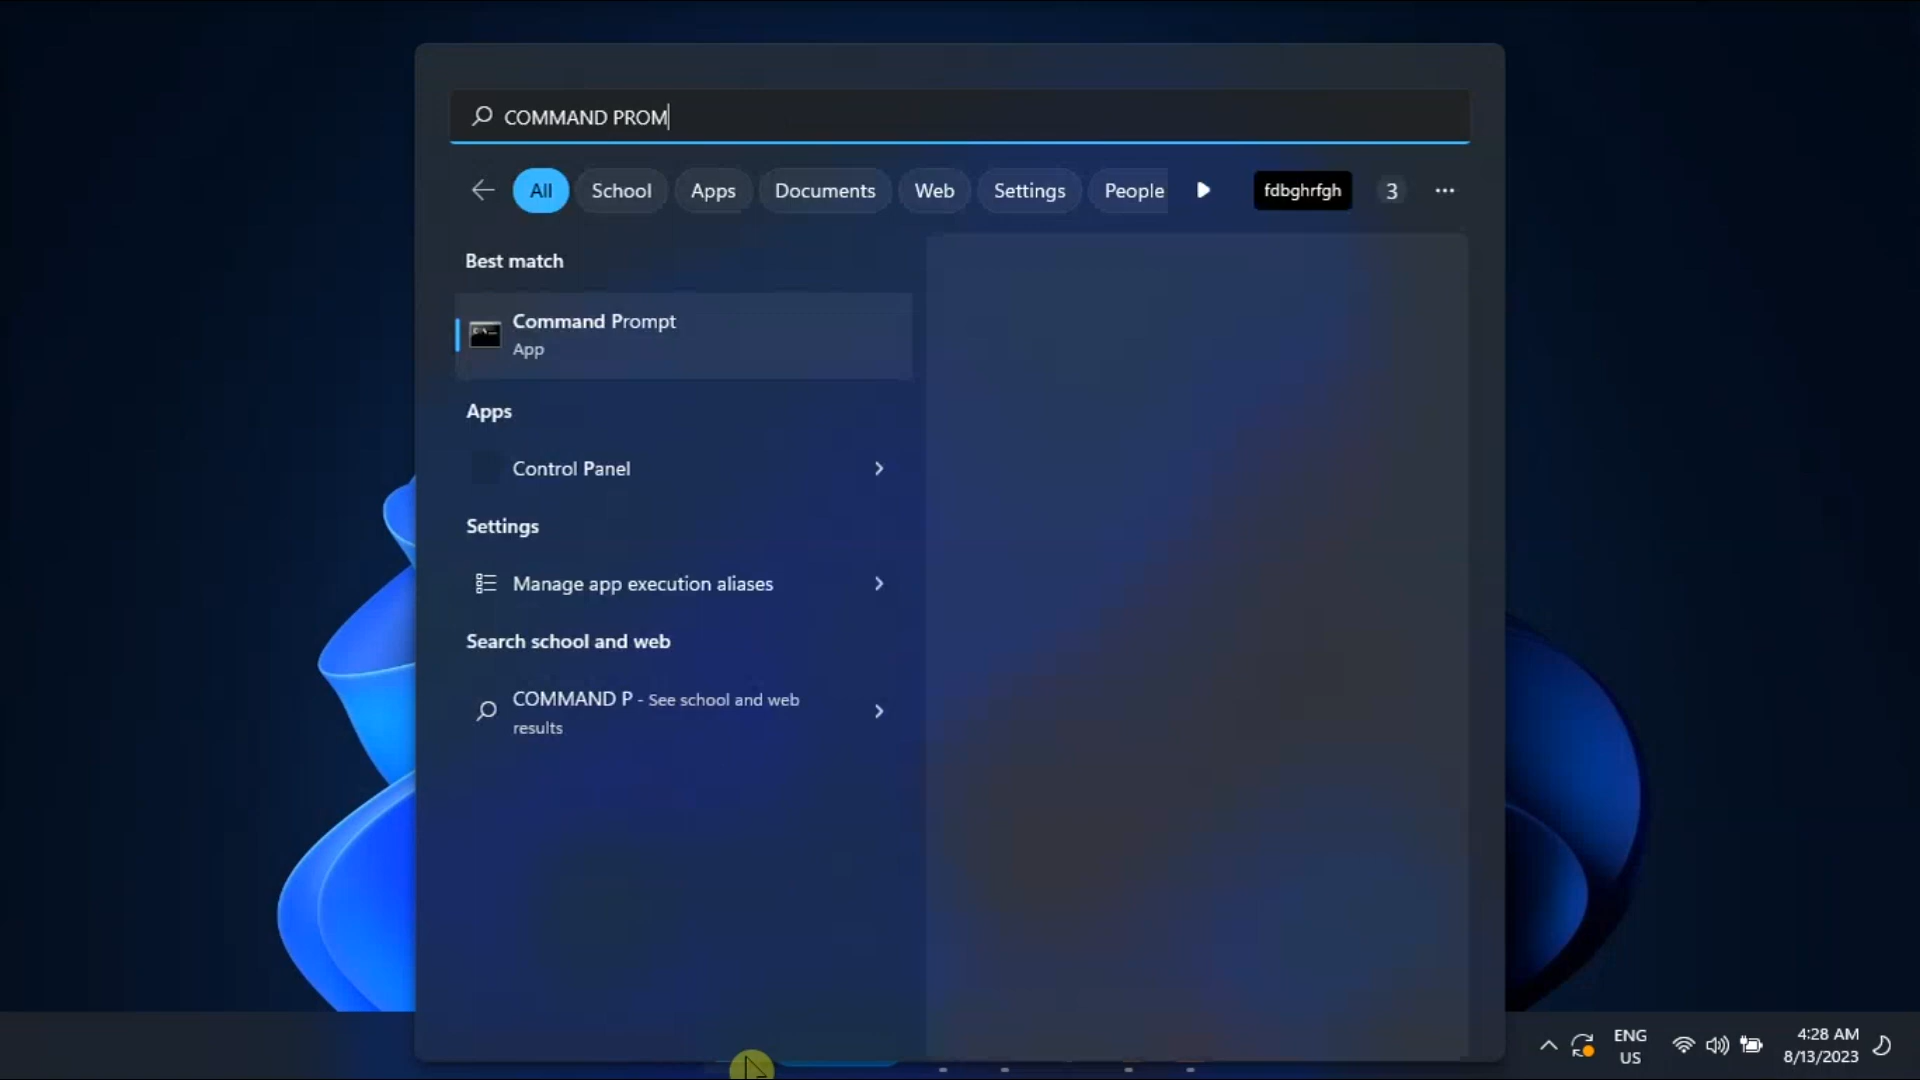 COMMAND PROM
All School Apps Documents Web Settings People fdbghrfgh 3
Best match
Command Prompt
App
Apps
Control Panel
Settings
Manage app execution aliases
Search school and web
COMMAND P - See school and web
results
ENG
US
4:28 AM
8/13/2023